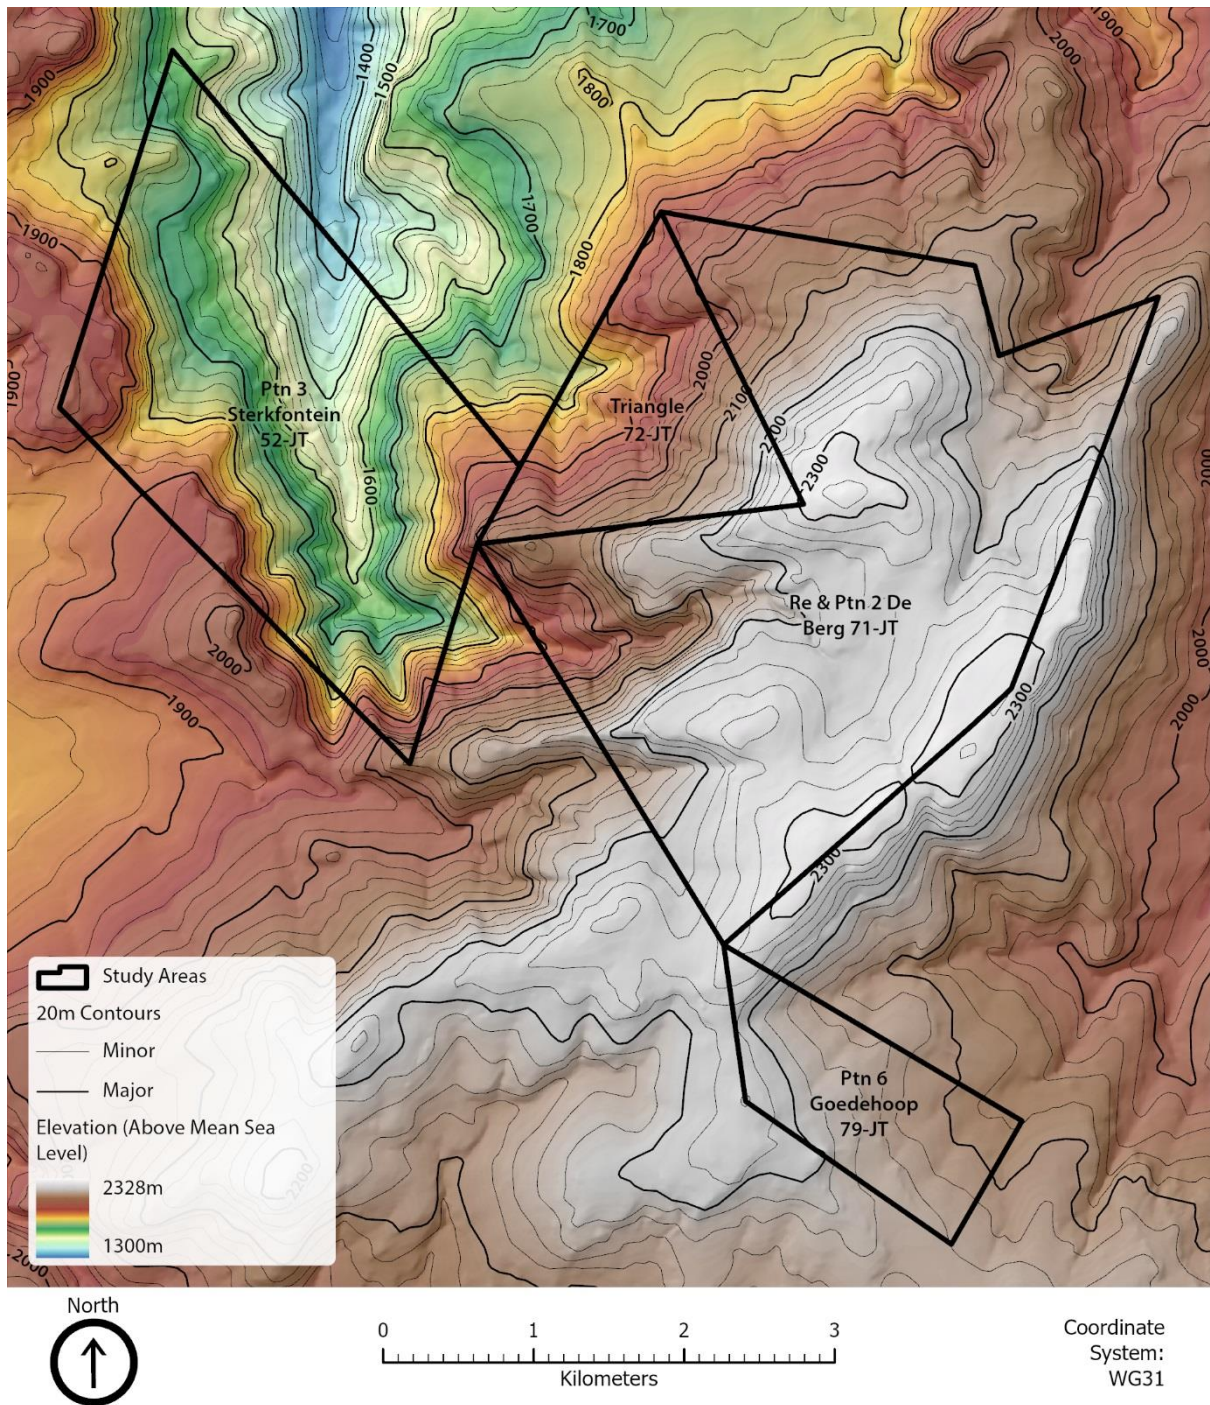 1700
1900
2000
1400
1500
1900
1800
1700
1900
1800
1900
2000
2100
2200
2300
Ptn 3
Sterkfontein
52-JT
Triangle
72-JT
1600
2000
Re & Ptn 2 De
Berg 71-JT
2000
2000
1900
2300
2300
Study Areas
20m Contours
Minor
Major
Elevation (Above Mean Sea
Level)
2328m
1300m
2200
2000
Ptn 6
Goedehoop
79-JT
North
0 1 2 3
Kilometers
Coordinate
System:
WG31